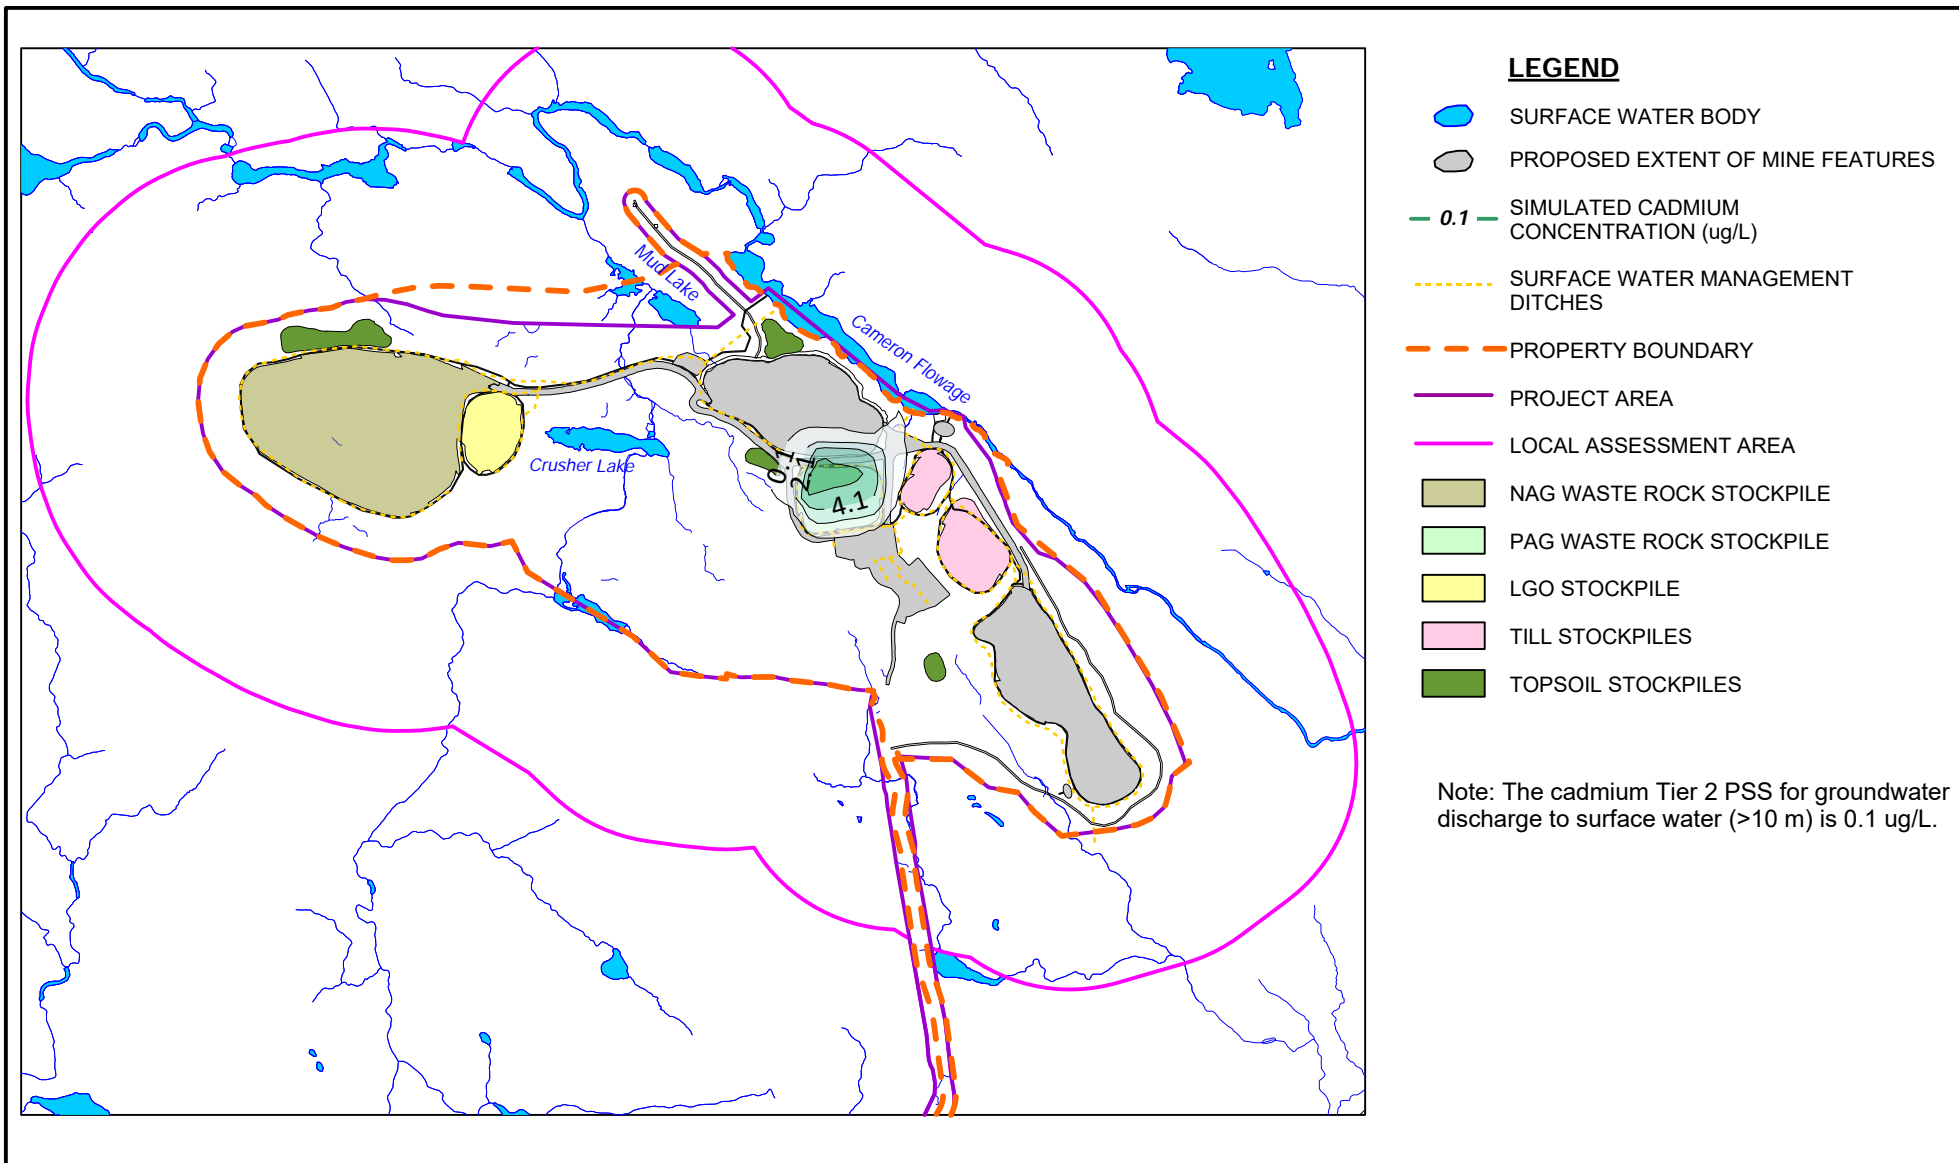 Mud Lake
Cameron Flowage
Crusher Lake
0.1
2.1
4.1
LEGEND
SURFACE WATER BODY
PROPOSED EXTENT OF MINE FEATURES
0.1
SIMULATED CADMIUM
CONCENTRATION (ug/L)
SURFACE WATER MANAGEMENT
DITCHES
PROPERTY BOUNDARY
PROJECT AREA
LOCAL ASSESSMENT AREA
NAG WASTE ROCK STOCKPILE
PAG WASTE ROCK STOCKPILE
LGO STOCKPILE
TILL STOCKPILES
TOPSOIL STOCKPILES
Note: The cadmium Tier 2 PSS for groundwater
discharge to surface water (>10 m) is 0.1 ug/L.